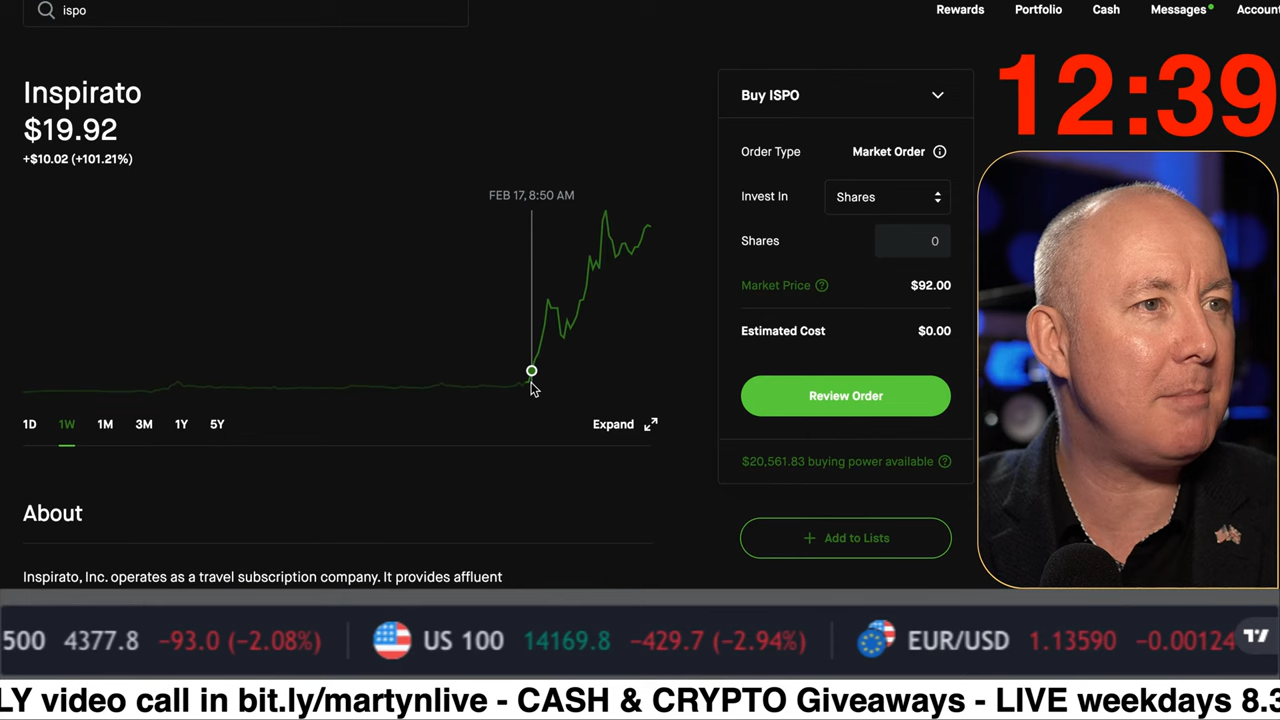 ispo
Rewards
Portfolio
Cash
Messages
Account
12:39
Inspirato
$19.92
+$10.02 (+101.21%)
FEB 17, 8:50 AM
1D
1W
1M
3M
1Y
5Y
Expand
Buy ISPO
Order Type
Market Order
Invest In
Shares
Shares
0
Market Price
$92.00
Estimated Cost
$0.00
Review Order
$20,561.83 buying power available
+ Add to Lists
About
Inspirato, Inc. operates as a travel subscription company. It provides affluent
500 4377.8 −93.0 (−2.08%) US 100 14169.8 −429.7 (−2.94%) EUR/USD 1.13590 −0.00124
LY video call in bit.ly/martynlive - CASH & CRYPTO Giveaways - LIVE weekdays 8.3